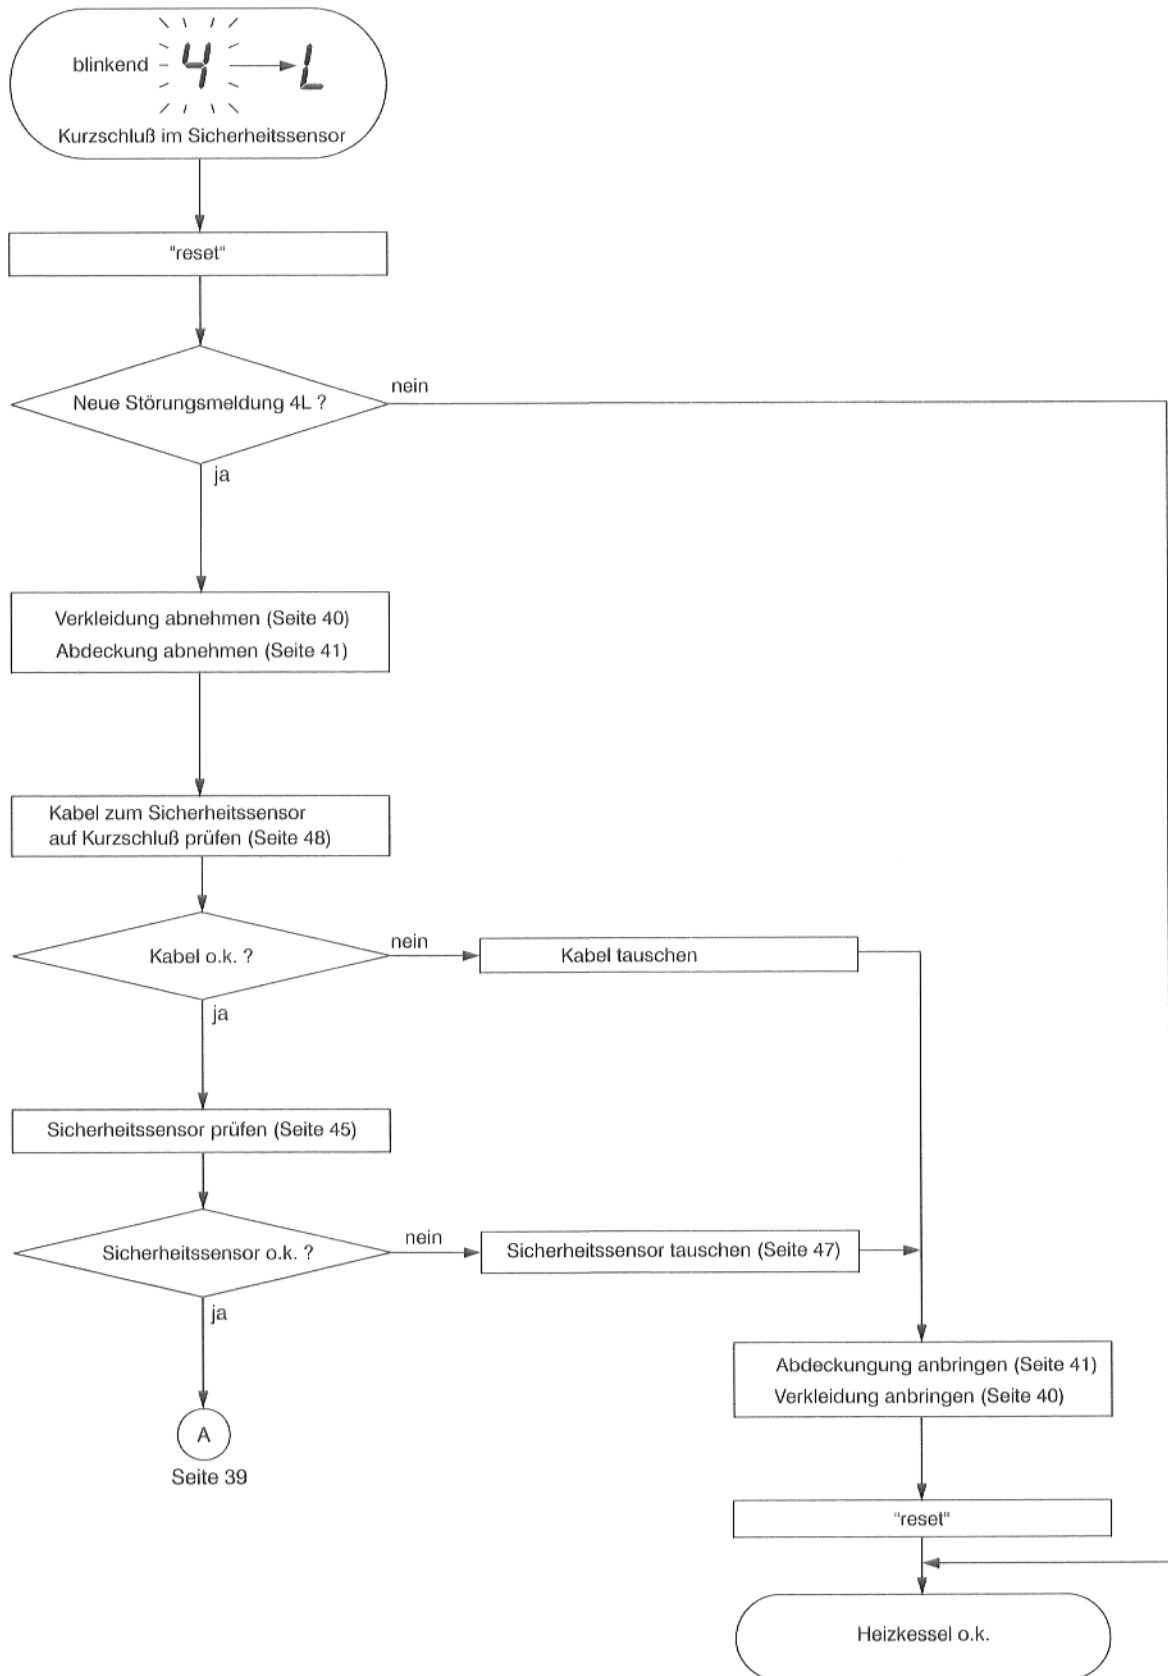 blinkend 4 L
Kurzschluß im Sicherheitssensor
"reset"
Neue Störungsmeldung 4L ?
nein
ja
Verkleidung abnehmen (Seite 40)
Abdeckung abnehmen (Seite 41)
Kabel zum Sicherheitssensor
auf Kurzschluß prüfen (Seite 48)
Kabel o.k. ?
nein
Kabel tauschen
ja
Sicherheitssensor prüfen (Seite 45)
Sicherheitssensor o.k. ?
nein
Sicherheitssensor tauschen (Seite 47)
ja
A
Seite 39
Abdeckungung anbringen (Seite 41)
Verkleidung anbringen (Seite 40)
"reset"
Heizkessel o.k.